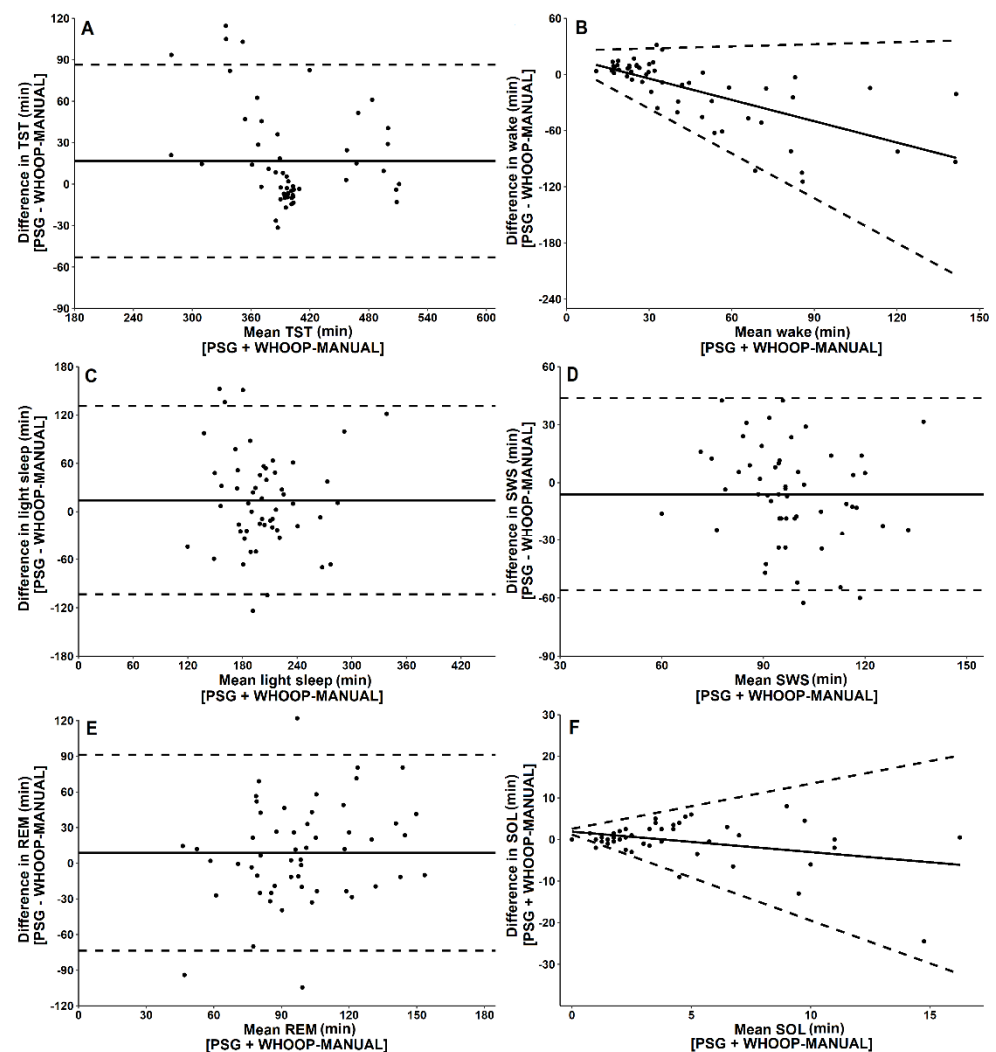 A
Difference in TST (min)
[PSG - WHOOP-MANUAL]
120
90
60
30
0
-30
-60
-90
180 240 300 360 420 480 540 600
Mean TST (min)
[PSG + WHOOP-MANUAL]
B
Difference in wake (min)
[PSG - WHOOP-MANUAL]
60
0
-60
-120
-180
-240
0 30 60 90 120 150
Mean wake (min)
[PSG + WHOOP-MANUAL]
C
Difference in light sleep (min)
[PSG - WHOOP-MANUAL]
180
120
60
0
-60
-120
-180
0 60 120 180 240 300 360 420
Mean light sleep (min)
[PSG + WHOOP-MANUAL]
D
Difference in SWS (min)
[PSG - WHOOP-MANUAL]
60
30
0
-30
-60
-90
30 60 90 120 150
Mean SWS (min)
[PSG + WHOOP-MANUAL]
E
Difference in REM (min)
[PSG - WHOOP-MANUAL]
120
90
60
30
0
-30
-60
-90
-120
0 30 60 90 120 150 180
Mean REM (min)
[PSG + WHOOP-MANUAL]
F
Difference in SOL (min)
[PSG + WHOOP-MANUAL]
30
20
10
0
-10
-20
-30
0 5 10 15
Mean SOL (min)
[PSG + WHOOP-MANUAL]